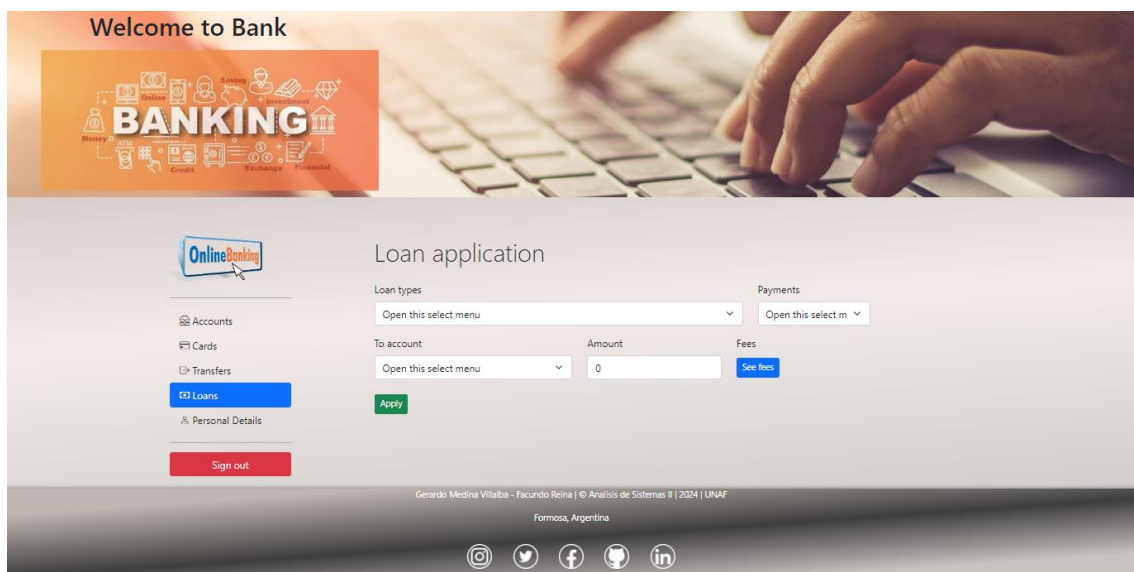 Welcome to Bank
Online
Saving
Investment
BANKING
Money
ATM
Credit
Exchange
Financial
OnlineBanking
Accounts
Cards
Transfers
Loans
Personal Details
Sign out
Loan application
Loan types
Payments
Open this select menu
Open this select m
To account
Amount
Fees
Open this select menu
0
See fees
Apply
Gerardo Medina Villalba - Facundo Reina | © Analisis de Sistemas II | 2024 | UNAF
Formosa, Argentina